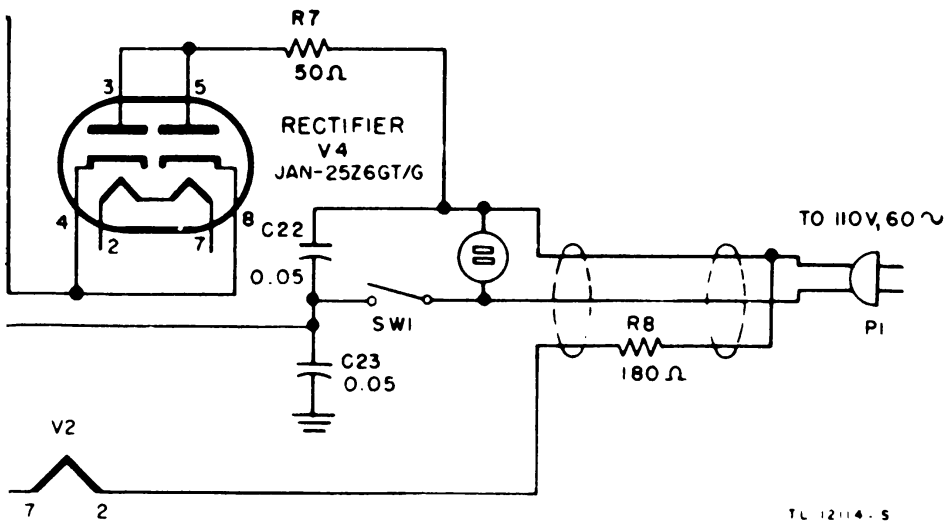 R7
50Ω
3
5
RECTIFIER
V4
JAN-25Z6GT/G
4
2
7
8
C22
0.05
TO 110V, 60 ∿
SW1
R8
180 Ω
P1
C23
0.05
V2
7
2
TL 12114-S